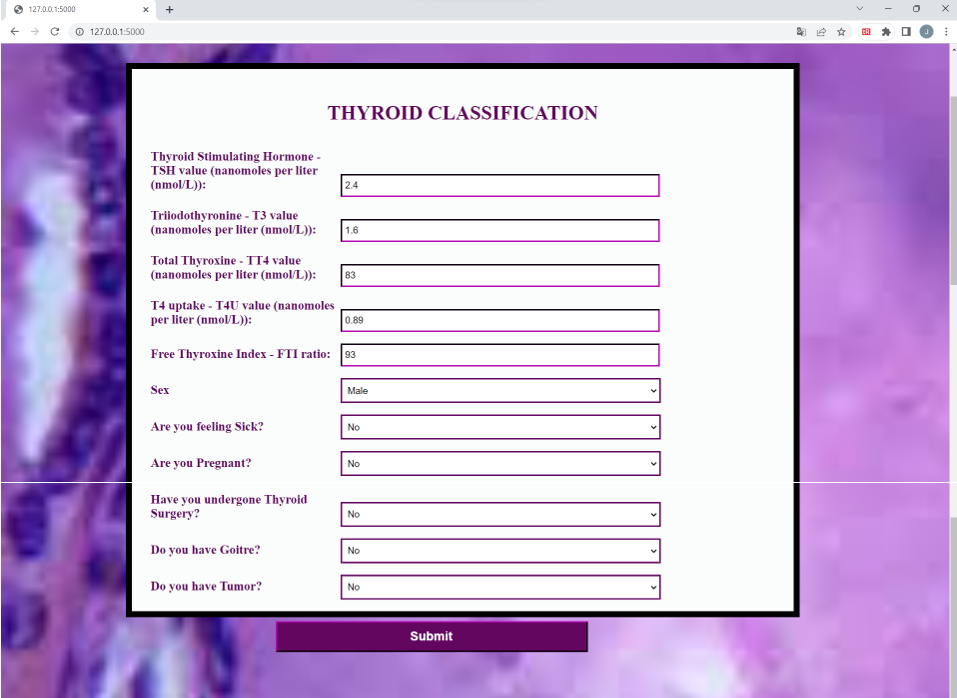 127.0.0.1:5000
127.0.0.1:5000
J
THYROID CLASSIFICATION
Thyroid Stimulating Hormone -
TSH value (nanomoles per liter
(nmol/L)):
2.4
Triiodothyronine - T3 value
(nanomoles per liter (nmol/L)):
1.6
Total Thyroxine - TT4 value
(nanomoles per liter (nmol/L)):
83
T4 uptake - T4U value (nanomoles
per liter (nmol/L)):
0.89
Free Thyroxine Index - FTI ratio:
93
Sex
Male
Are you feeling Sick?
No
Are you Pregnant?
No
Have you undergone Thyroid
Surgery?
No
Do you have Goitre?
No
Do you have Tumor?
No
Submit